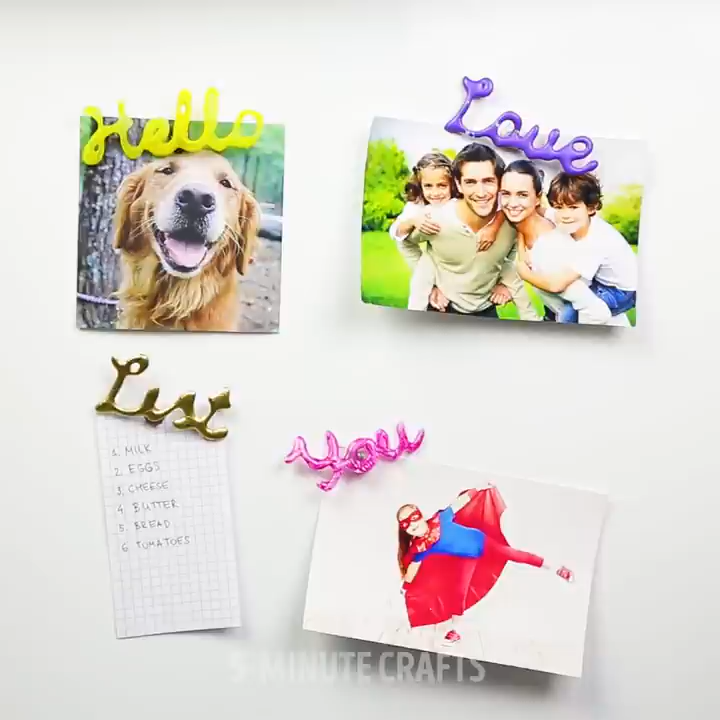 Hello
Love
List
1. MILK
2. EGGS
3. CHEESE
4. BUTTER
5. BREAD
6. TOMATOES
you
5-MINUTE CRAFTS